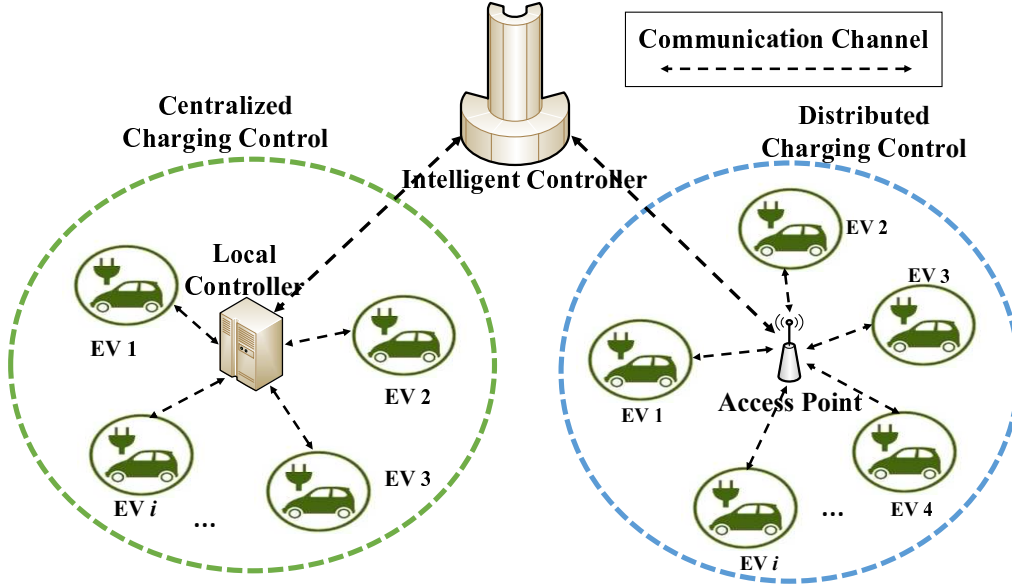 Communication Channel
Centralized
Charging Control
Distributed
Charging Control
Intelligent Controller
Local
Controller
EV 1
EV 2
EV 3
EV i
...
EV 2
EV 3
EV 1
Access Point
EV 4
EV i
...